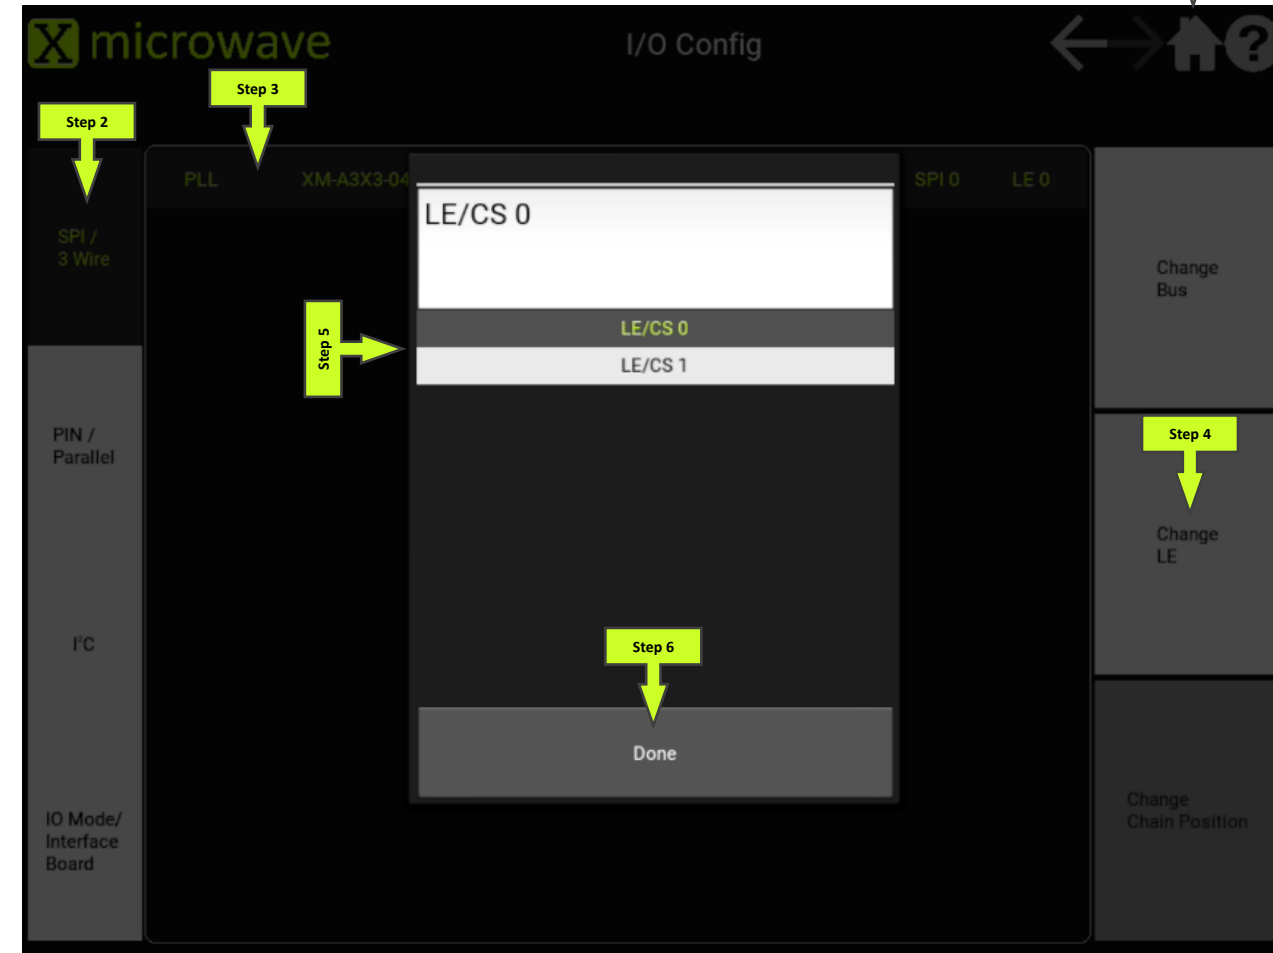 X microwave
I/O Config
?
Step 3
Step 2
PLL
XM-A3X3-04
SPI 0
LE 0
LE/CS 0
SPI /
3 Wire
Change
Bus
Step 5
LE/CS 0
LE/CS 1
PIN /
Parallel
Step 4
Change
LE
I²C
Step 6
Done
IO Mode/
Interface
Board
Change
Chain Position